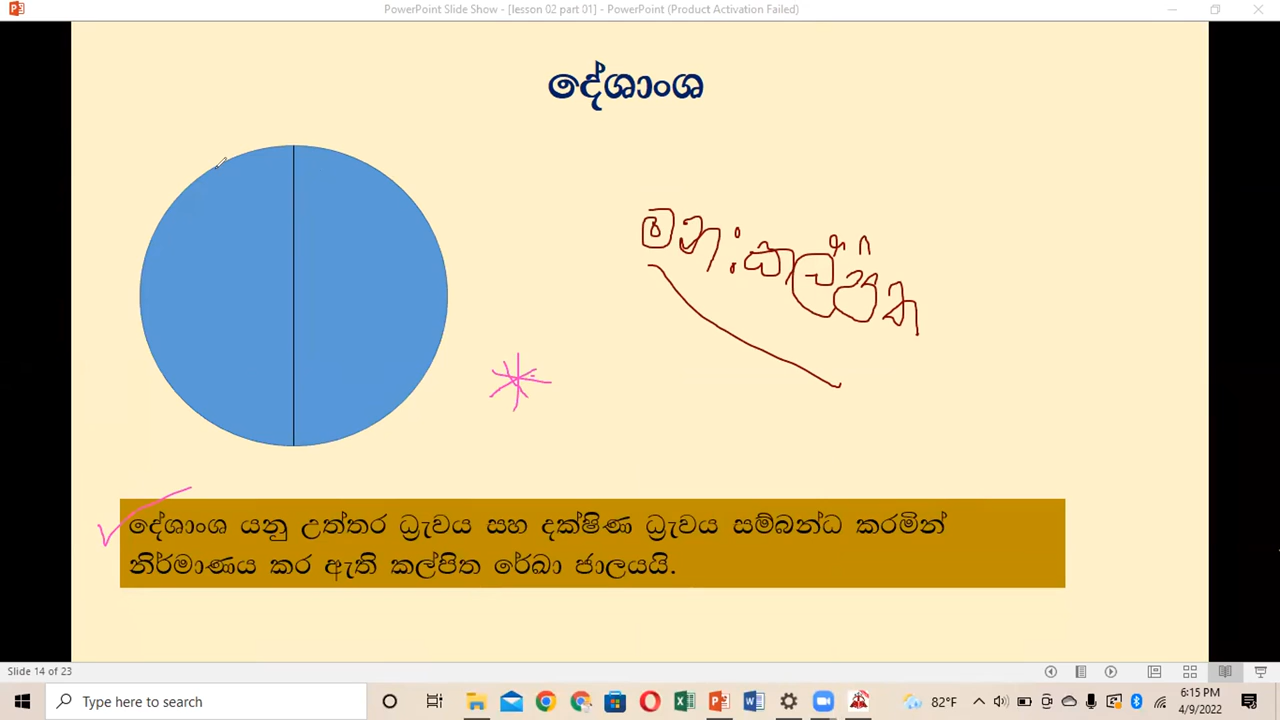 PowerPoint Slide Show - [lesson 02 part 01] - PowerPoint (Product Activation Failed)
දේශාංශ
මන:කල්පිත
දේශාංශ යනු උත්තර ධ්‍රැවය සහ දක්ෂිණ ධ්‍රැවය සම්බන්ධ කරමින්
නිර්මාණය කර ඇති කල්පිත රේඛා ජාලයයි.
Slide 14 of 23
Type here to search
82°F
6:15 PM
4/9/2022